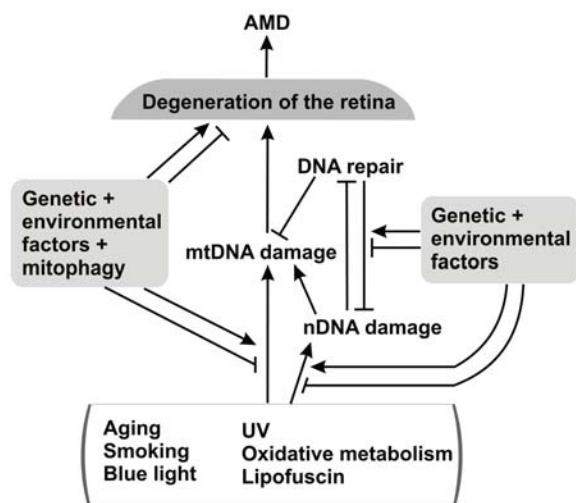 AMD
Degeneration of the retina
DNA repair
Genetic +
environmental
factors +
mitophagy
Genetic +
environmental
factors
mtDNA damage
nDNA damage
Aging
Smoking
Blue light
UV
Oxidative metabolism
Lipofuscin